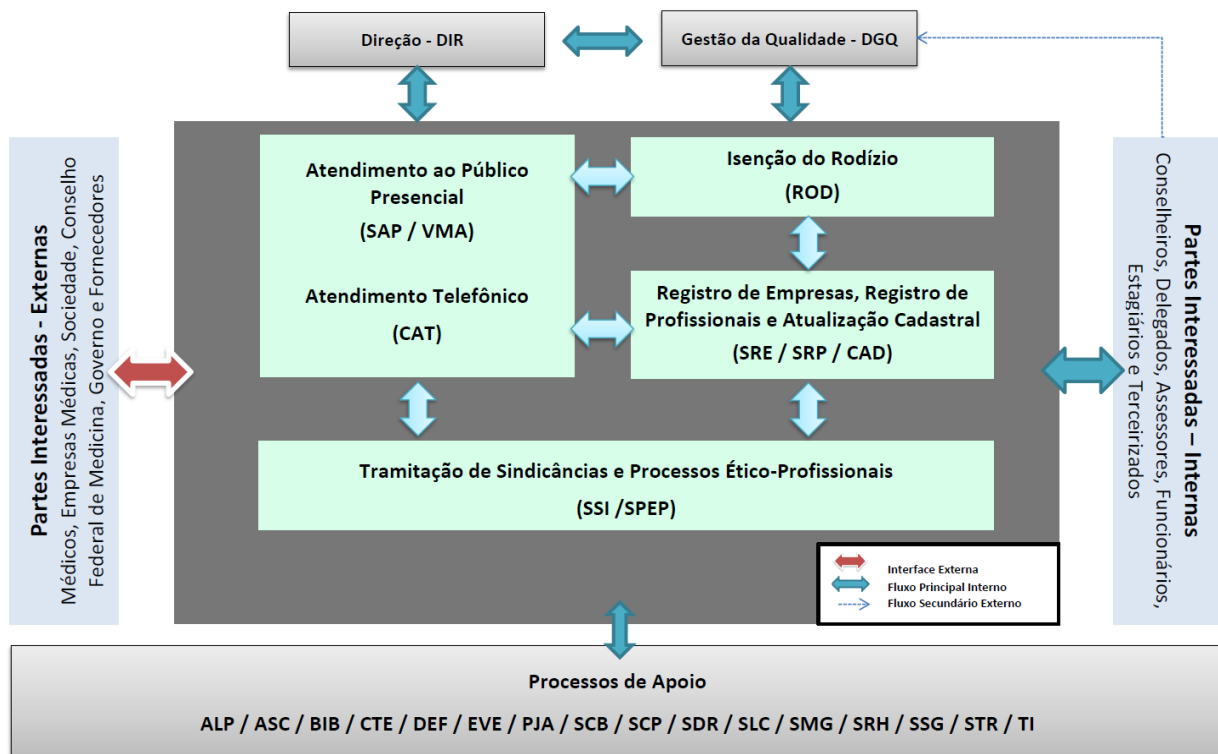 Direção - DIR
Gestão da Qualidade - DGQ
Partes Interessadas - Externas
Médicos, Empresas Médicas, Sociedade, Conselho
Federal de Medicina, Governo e Fornecedores
Atendimento ao Público
Presencial
(SAP / VMA)
Atendimento Telefônico
(CAT)
Isenção do Rodízio
(ROD)
Registro de Empresas, Registro de
Profissionais e Atualização Cadastral
(SRE / SRP / CAD)
Tramitação de Sindicâncias e Processos Ético-Profissionais
(SSI /SPEP)
Partes Interessadas – Internas
Conselheiros, Delegados, Assessores, Funcionários,
Estagiários e Terceirizados
Interface Externa
Fluxo Principal Interno
Fluxo Secundário Externo
Processos de Apoio
ALP / ASC / BIB / CTE / DEF / EVE / PJA / SCB / SCP / SDR / SLC / SMG / SRH / SSG / STR / TI